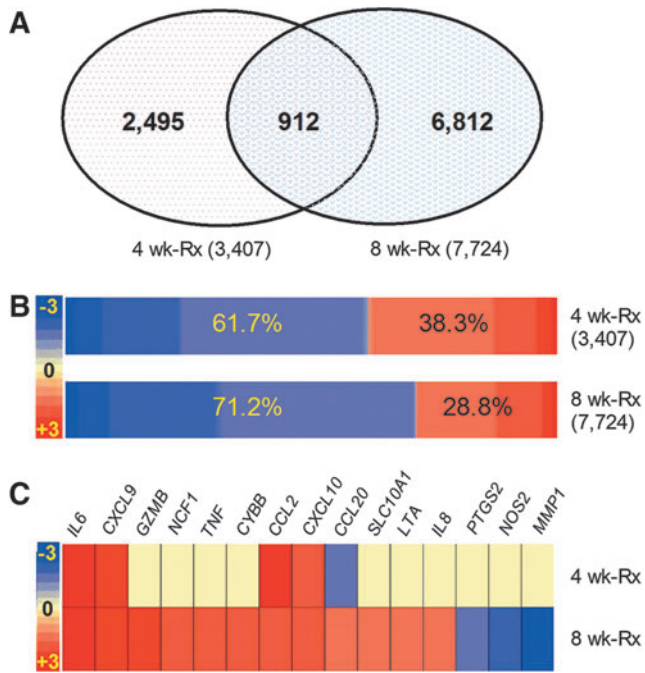 A
2,495 912 6,812
4 wk-Rx (3,407) 8 wk-Rx (7,724)
B
-3
0
+3
61.7% 38.3%
4 wk-Rx
(3,407)
71.2% 28.8%
8 wk-Rx
(7,724)
C
IL6 CXCL9 GZMB NCF1 TNF CYBB CCL2 CXCL10 CCL20 SLC10A1 LTA IL8 PTGS2 NOS2 MMP1
-3
0
+3
4 wk-Rx
8 wk-Rx